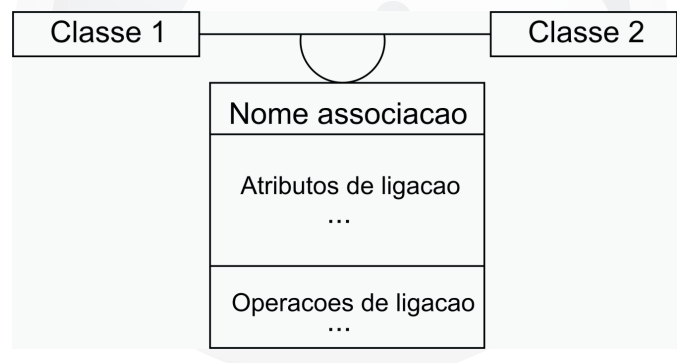 Classe 1
Classe 2
Nome associacao
Atributos de ligacao
...
Operacoes de ligacao
...